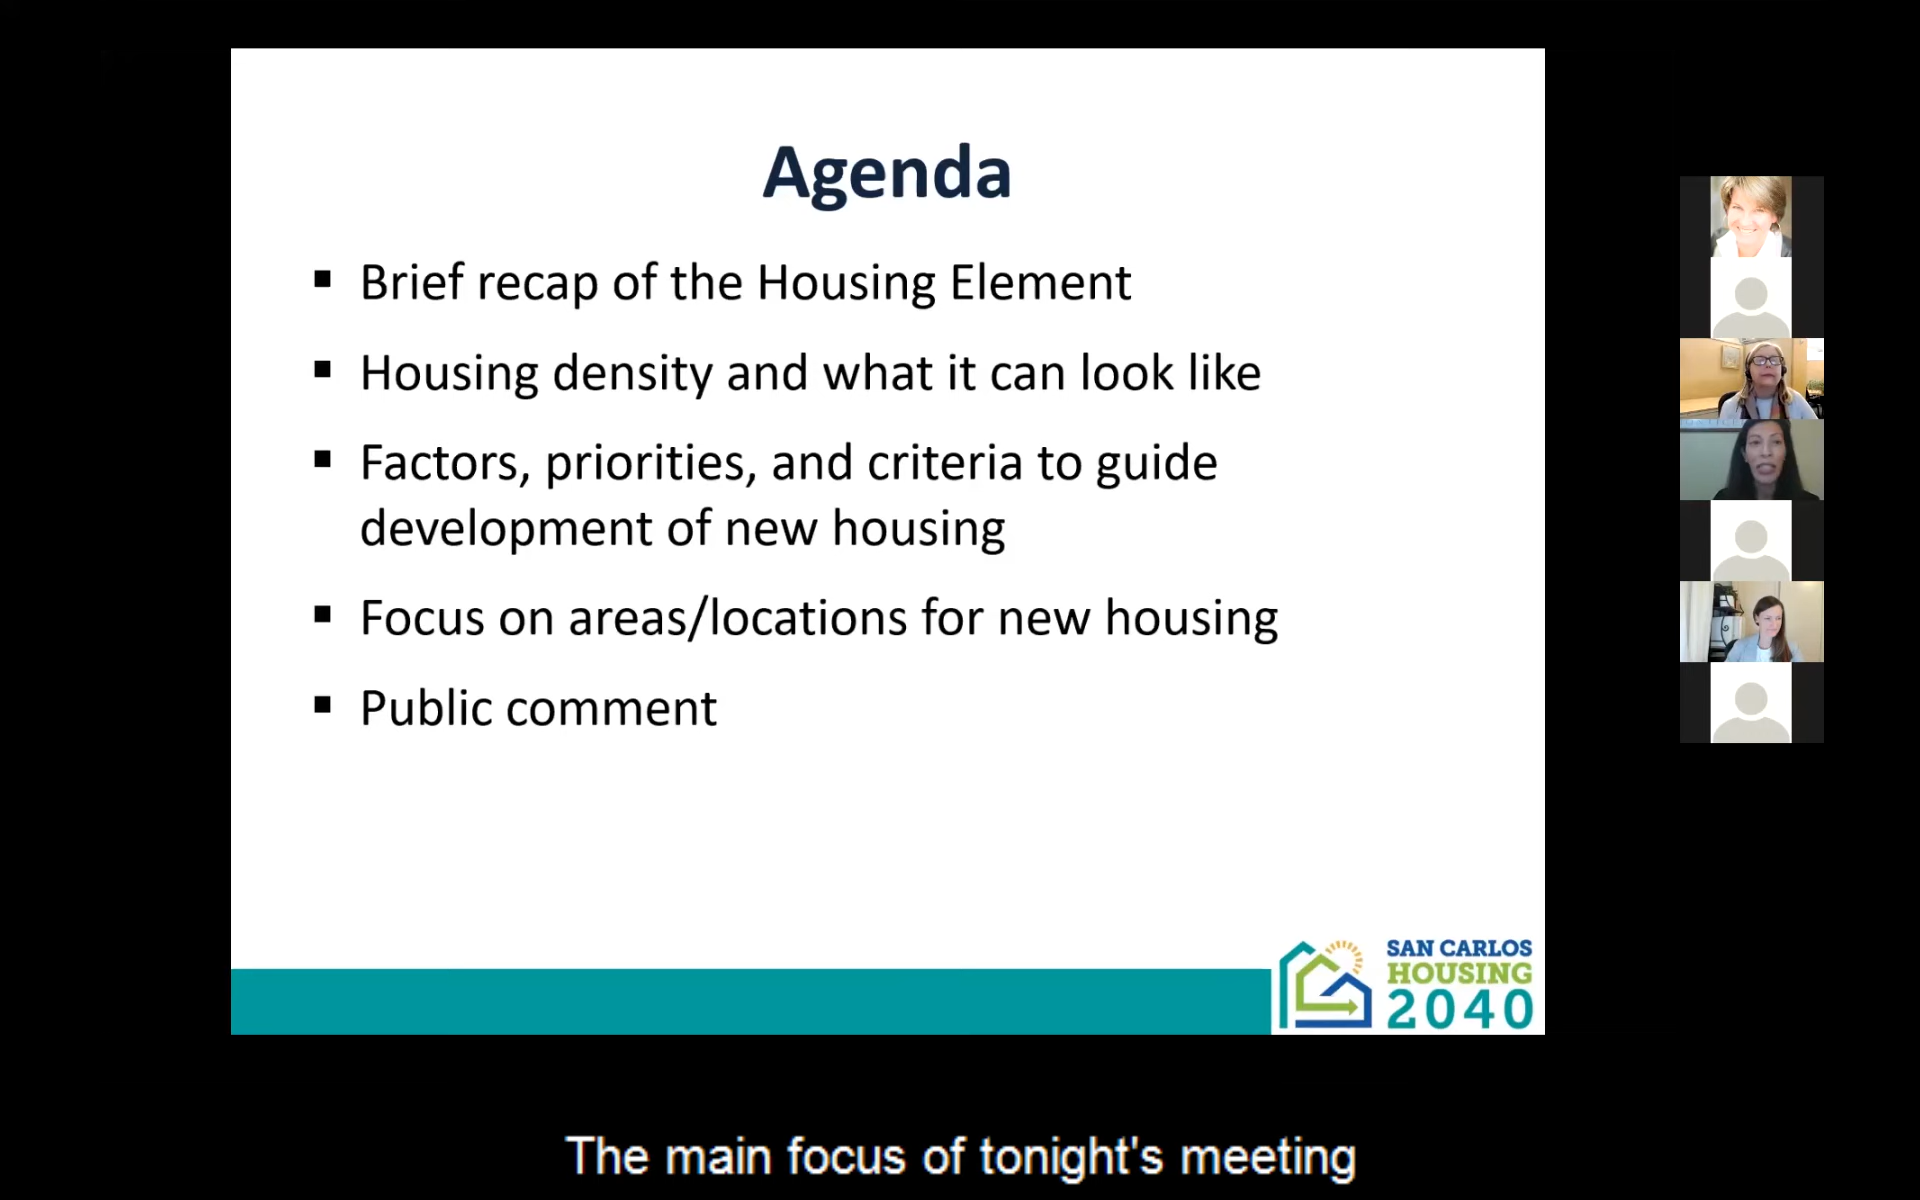 Agenda
▪ Brief recap of the Housing Element
▪ Housing density and what it can look like
▪ Factors, priorities, and criteria to guide
development of new housing
▪ Focus on areas/locations for new housing
▪ Public comment
SAN CARLOS
HOUSING
2040
The main focus of tonight's meeting